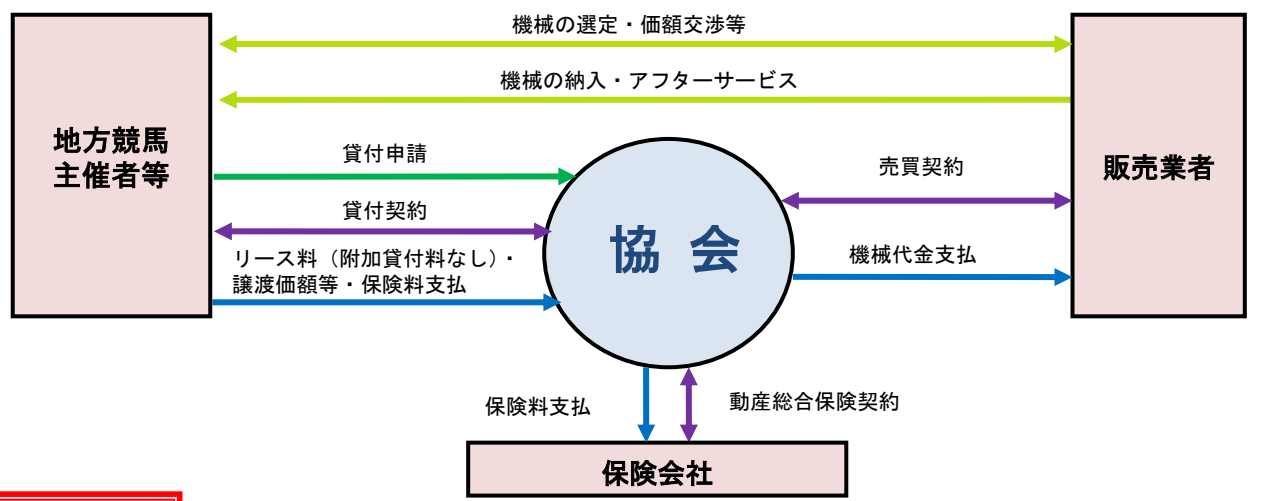 機械の選定・価額交渉等
機械の納入・アフターサービス
地方競馬
主催者等
貸付申請
貸付契約
リース料（附加貸付料なし）・
譲渡価額等・保険料支払
協 会
売買契約
機械代金支払
販売業者
保険料支払
動産総合保険契約
保険会社